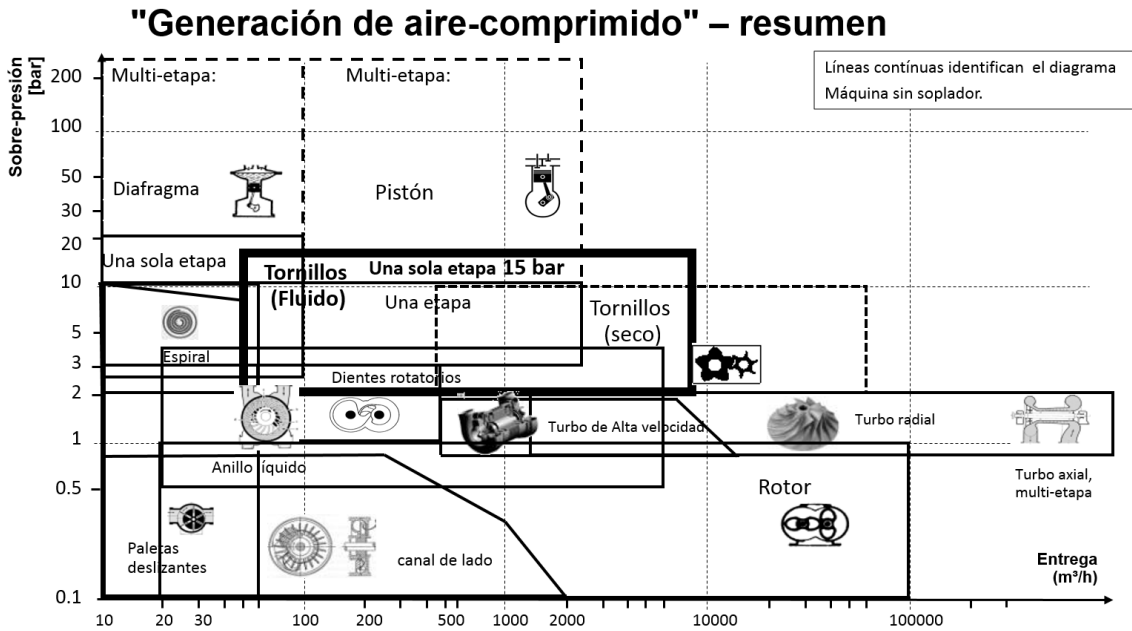 "Generación de aire-comprimido" – resumen
Sobre-presión
[bar]
Líneas contínuas identifican el diagrama
Máquina sin soplador.
Multi-etapa:
Multi-etapa:
200
100
50
30
20
10
5
3
2
1
0.5
0.1
Diafragma
Pistón
Una sola etapa
Tornillos
(Fluido)
Una sola etapa 15 bar
Una etapa
Tornillos
(seco)
Espiral
Dientes rotatorios
Turbo de Alta velocidad
Turbo radial
Anillo líquido
Turbo axial,
multi-etapa
Rotor
Paletas
deslizantes
canal de lado
Entrega
(m³/h)
10 20 30 100 200 500 1000 2000 10000 100000